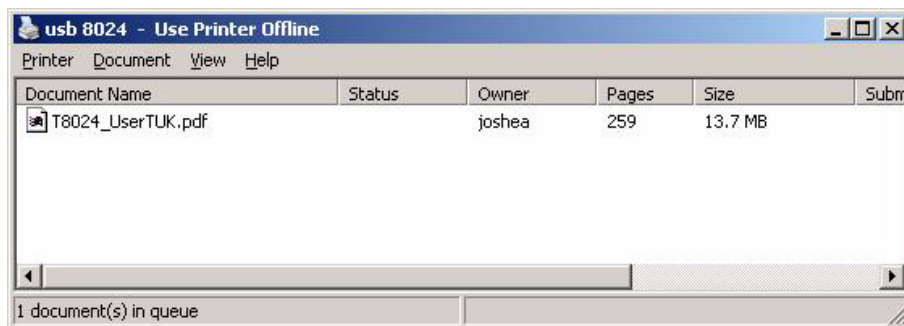 usb 8024 - Use Printer Offline
Printer Document View Help
Document Name Status Owner Pages Size Subm
T8024_UserTUK.pdf joshea 259 13.7 MB
1 document(s) in queue